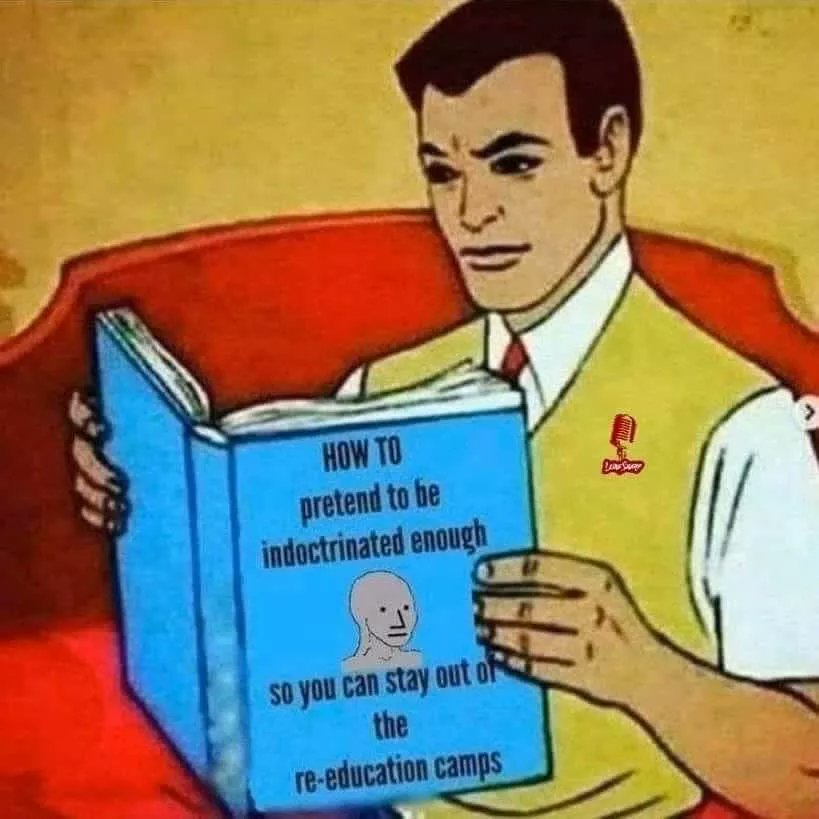 HOW TO
pretend to be
indoctrinated enough
so you can stay out of
the
re-education camps